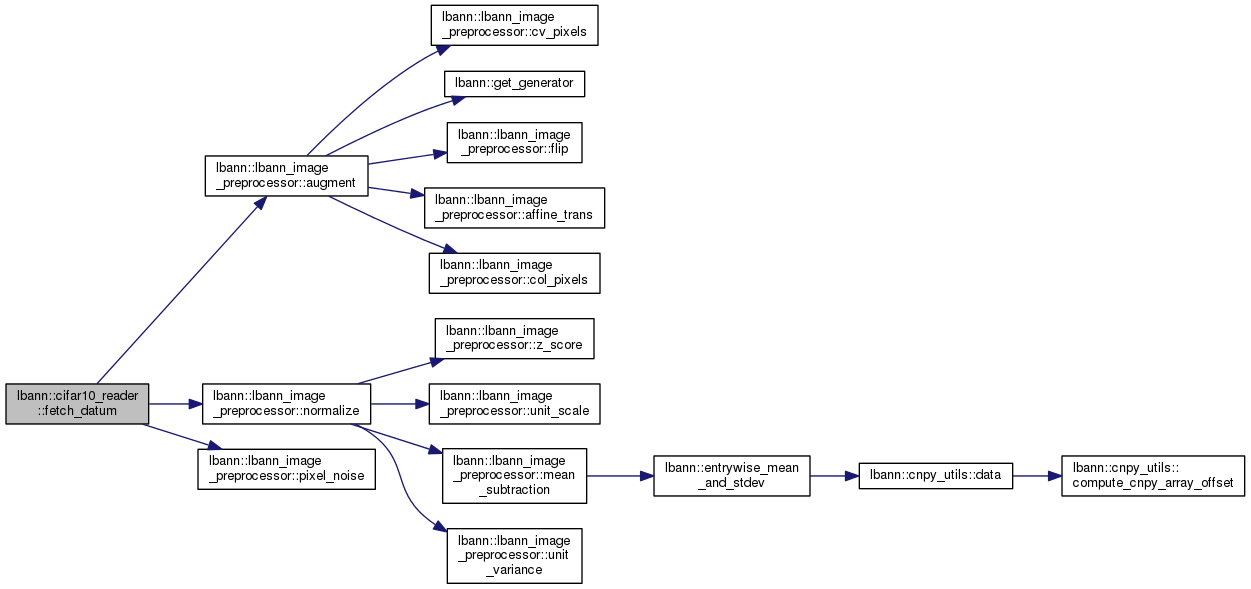 lbann::lbann_image
_preprocessor::cv_pixels
lbann::get_generator
lbann::lbann_image
_preprocessor::flip
lbann::lbann_image
_preprocessor::augment
lbann::lbann_image
_preprocessor::affine_trans
lbann::lbann_image
_preprocessor::col_pixels
lbann::lbann_image
_preprocessor::z_score
lbann::cifar10_reader
::fetch_datum
lbann::lbann_image
_preprocessor::normalize
lbann::lbann_image
_preprocessor::unit_scale
lbann::lbann_image
_preprocessor::pixel_noise
lbann::lbann_image
_preprocessor::mean
_subtraction
lbann::entrywise_mean
_and_stdev
lbann::cnpy_utils::data
lbann::cnpy_utils::
compute_cnpy_array_offset
lbann::lbann_image
_preprocessor::unit
_variance